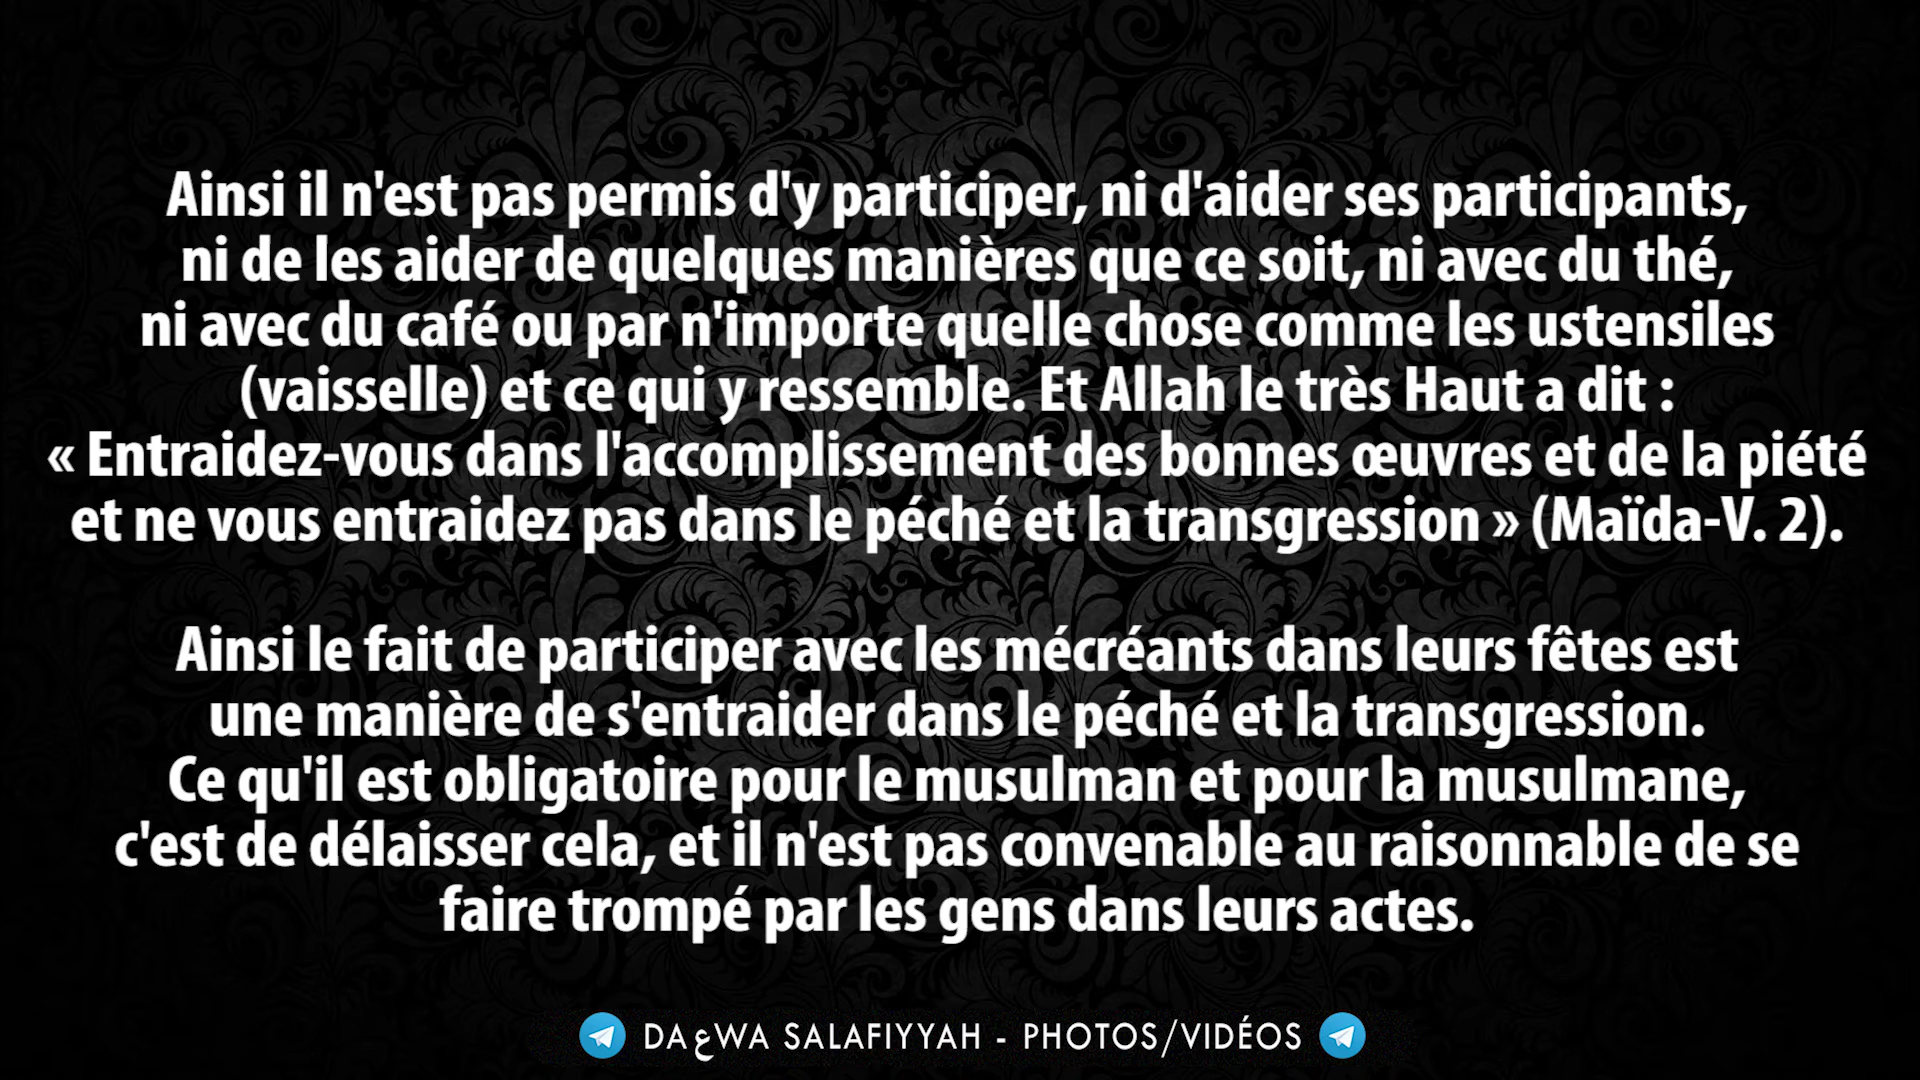 Ainsi il n'est pas permis d'y participer, ni d'aider ses participants,
ni de les aider de quelques manières que ce soit, ni avec du thé,
ni avec du café ou par n'importe quelle chose comme les ustensiles
(vaisselle) et ce qui y ressemble. Et Allah le très Haut a dit :
« Entraidez-vous dans l'accomplissement des bonnes œuvres et de la piété
et ne vous entraidez pas dans le péché et la transgression » (Maïda-V. 2).
Ainsi le fait de participer avec les mécréants dans leurs fêtes est
une manière de s'entraider dans le péché et la transgression.
Ce qu'il est obligatoire pour le musulman et pour la musulmane,
c'est de délaisser cela, et il n'est pas convenable au raisonnable de se
faire trompé par les gens dans leurs actes.
DAعWA SALAFIYYAH - PHOTOS/VIDÉOS